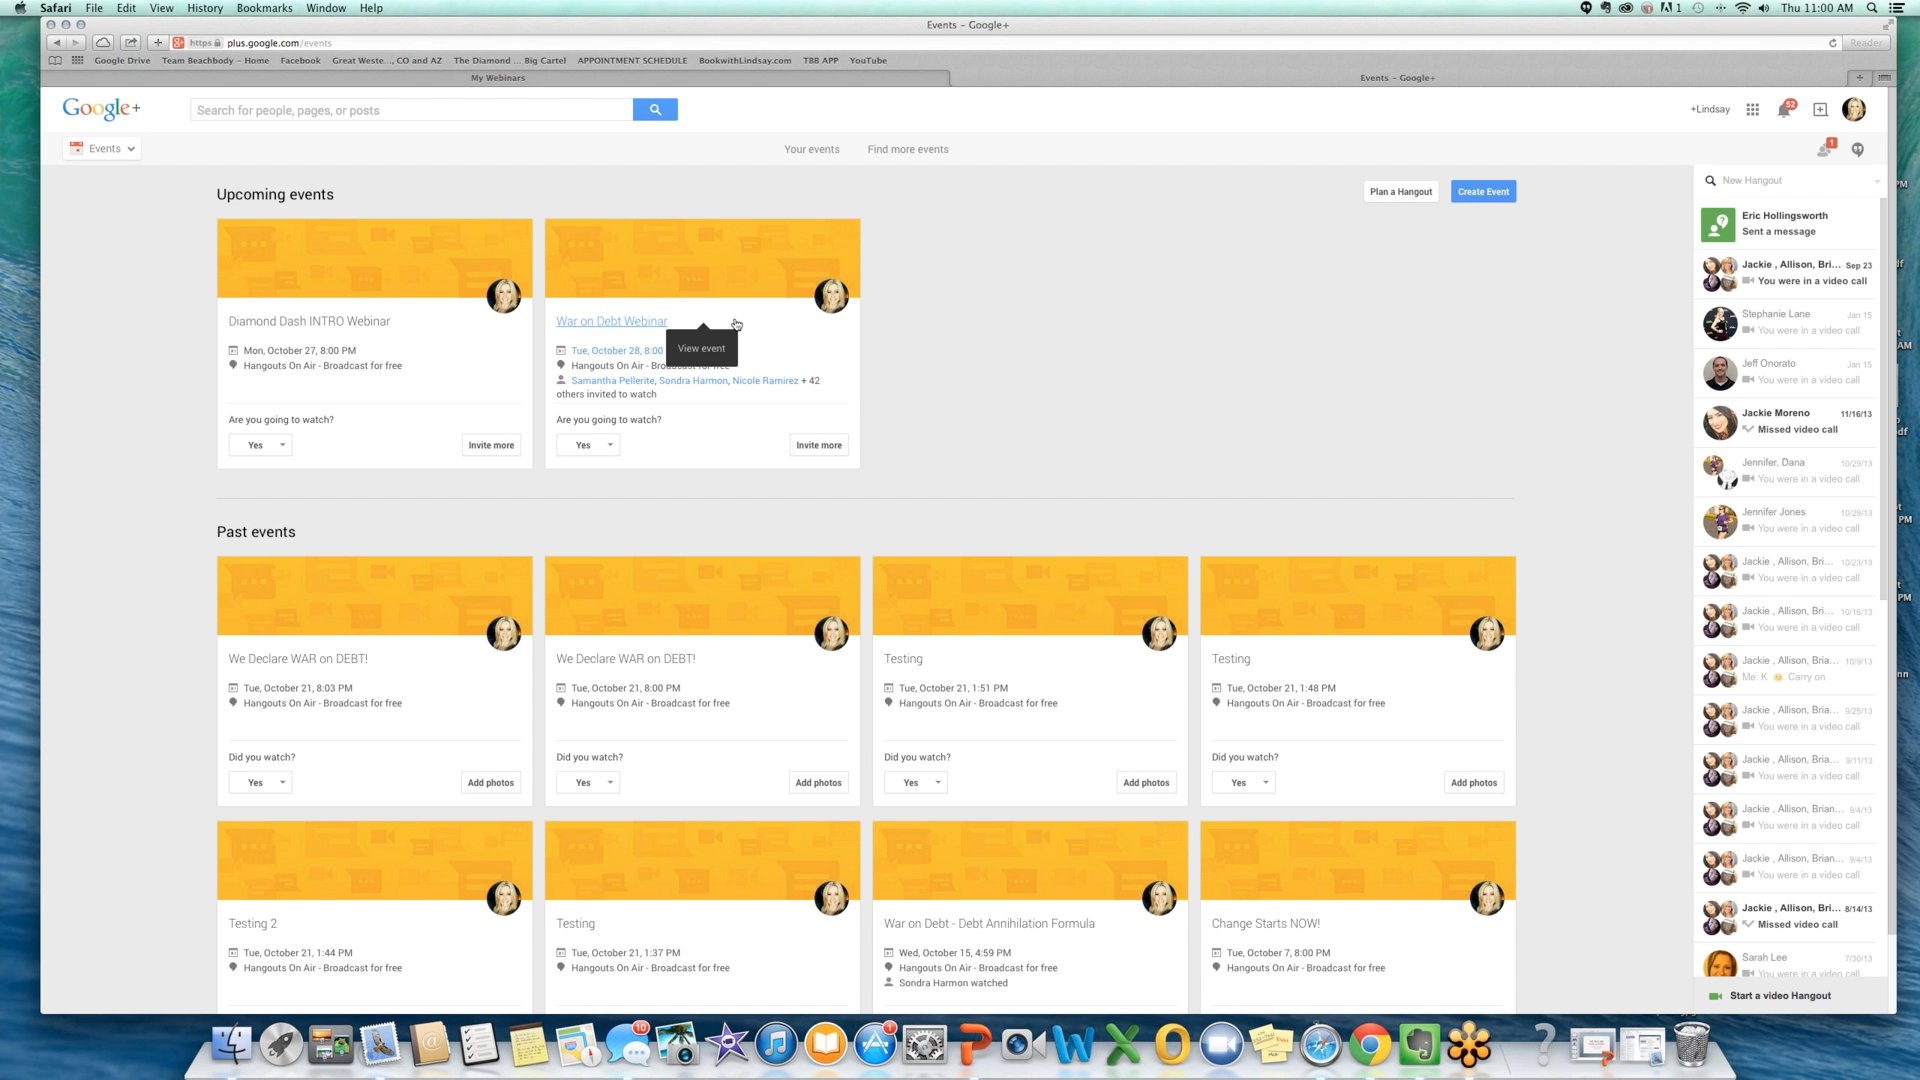 Safari File Edit View History Bookmarks Window Help
1 Thu 11:00 AM
Events – Google+
https plus.google.com/events
Reader
Google Drive Team Beachbody – Home Facebook Great Weste..., CO and AZ The Diamond ... Big Cartel APPOINTMENT SCHEDULE BookwithLindsay.com TBB APP YouTube
My Webinars Events – Google+
Google+
Search for people, pages, or posts
+Lindsay
52
Events
Your events Find more events
1
Upcoming events
Plan a Hangout Create Event
Diamond Dash INTRO Webinar
Mon, October 27, 8:00 PM
Hangouts On Air - Broadcast for free
Are you going to watch?
Yes Invite more
War on Debt Webinar
View event
Tue, October 28, 8:00
Hangouts On Air - Broadcast for free
Samantha Pellerite, Sondra Harmon, Nicole Ramirez + 42
others invited to watch
Are you going to watch?
Yes Invite more
Past events
We Declare WAR on DEBT!
Tue, October 21, 8:03 PM
Hangouts On Air - Broadcast for free
Did you watch?
Yes Add photos
We Declare WAR on DEBT!
Tue, October 21, 8:00 PM
Hangouts On Air - Broadcast for free
Did you watch?
Yes Add photos
Testing
Tue, October 21, 1:51 PM
Hangouts On Air - Broadcast for free
Did you watch?
Yes Add photos
Testing
Tue, October 21, 1:48 PM
Hangouts On Air - Broadcast for free
Did you watch?
Yes Add photos
Testing 2
Tue, October 21, 1:44 PM
Hangouts On Air - Broadcast for free
Testing
Tue, October 21, 1:37 PM
Hangouts On Air - Broadcast for free
War on Debt - Debt Annihilation Formula
Wed, October 15, 4:59 PM
Hangouts On Air - Broadcast for free
Sondra Harmon watched
Change Starts NOW!
Tue, October 7, 8:00 PM
Hangouts On Air - Broadcast for free
New Hangout
Eric Hollingsworth
Sent a message
Jackie , Allison, Bri... Sep 23
You were in a video call
Stephanie Lane Jan 15
You were in a video call
Jeff Onorato Jan 15
You were in a video call
Jackie Moreno 11/16/13
Missed video call
Jennifer, Dana 10/29/13
You were in a video call
Jennifer Jones 10/29/13
You were in a video call
Jackie , Allison, Bri... 10/23/13
You were in a video call
Jackie , Allison, Bri... 10/16/13
You were in a video call
Jackie , Allison, Bria... 10/9/13
Me: K Carry on
Jackie , Allison, Bria... 9/25/13
You were in a video call
Jackie , Allison, Bria... 9/11/13
You were in a video call
Jackie , Allison, Brian... 9/4/13
You were in a video call
Jackie , Allison, Brian... 9/4/13
You were in a video call
Jackie , Allison, Bri... 8/14/13
Missed video call
Sarah Lee 7/30/13
You were in a video call
Start a video Hangout
10
1